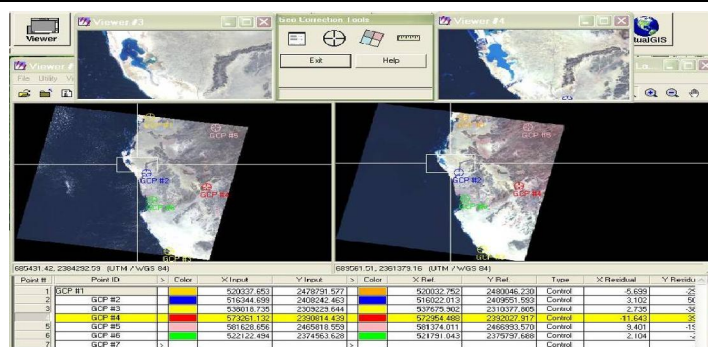 Viewer #3
Geo Correction Tools
Viewer #4
Viewer
VirtualGIS
Exit
Help
File Utility
GCP #5
GCP #5
GCP #2
GCP #2
GCP #4
GCP #3
685431.42, 2384292.59 (UTM / WGS 84)
689561.51, 2361379.16 (UTM / WGS 84)
Point # Point ID > Color X Input Y Input > Color X Ref. Y Ref. Type X Residual Y Residu
1 GCP #1 520337.653 2478791.577 520032.752 2480046.230 Control -5.699
2 GCP #2 516344.699 2408242.463 516022.013 2409551.593 Control 3.102
3 GCP #3 538018.735 2309229.644 537675.902 2310377.805 Control 2.735
GCP #4 573261.132 2390814.439 572954.488 2392027.917 Control -11.643
5 GCP #5 581628.656 2465818.559 581374.011 2466993.570 Control 9.401
6 GCP #6 522122.494 2374563.628 521791.043 2375797.688 Control 2.104
7 GCP #7 > Control